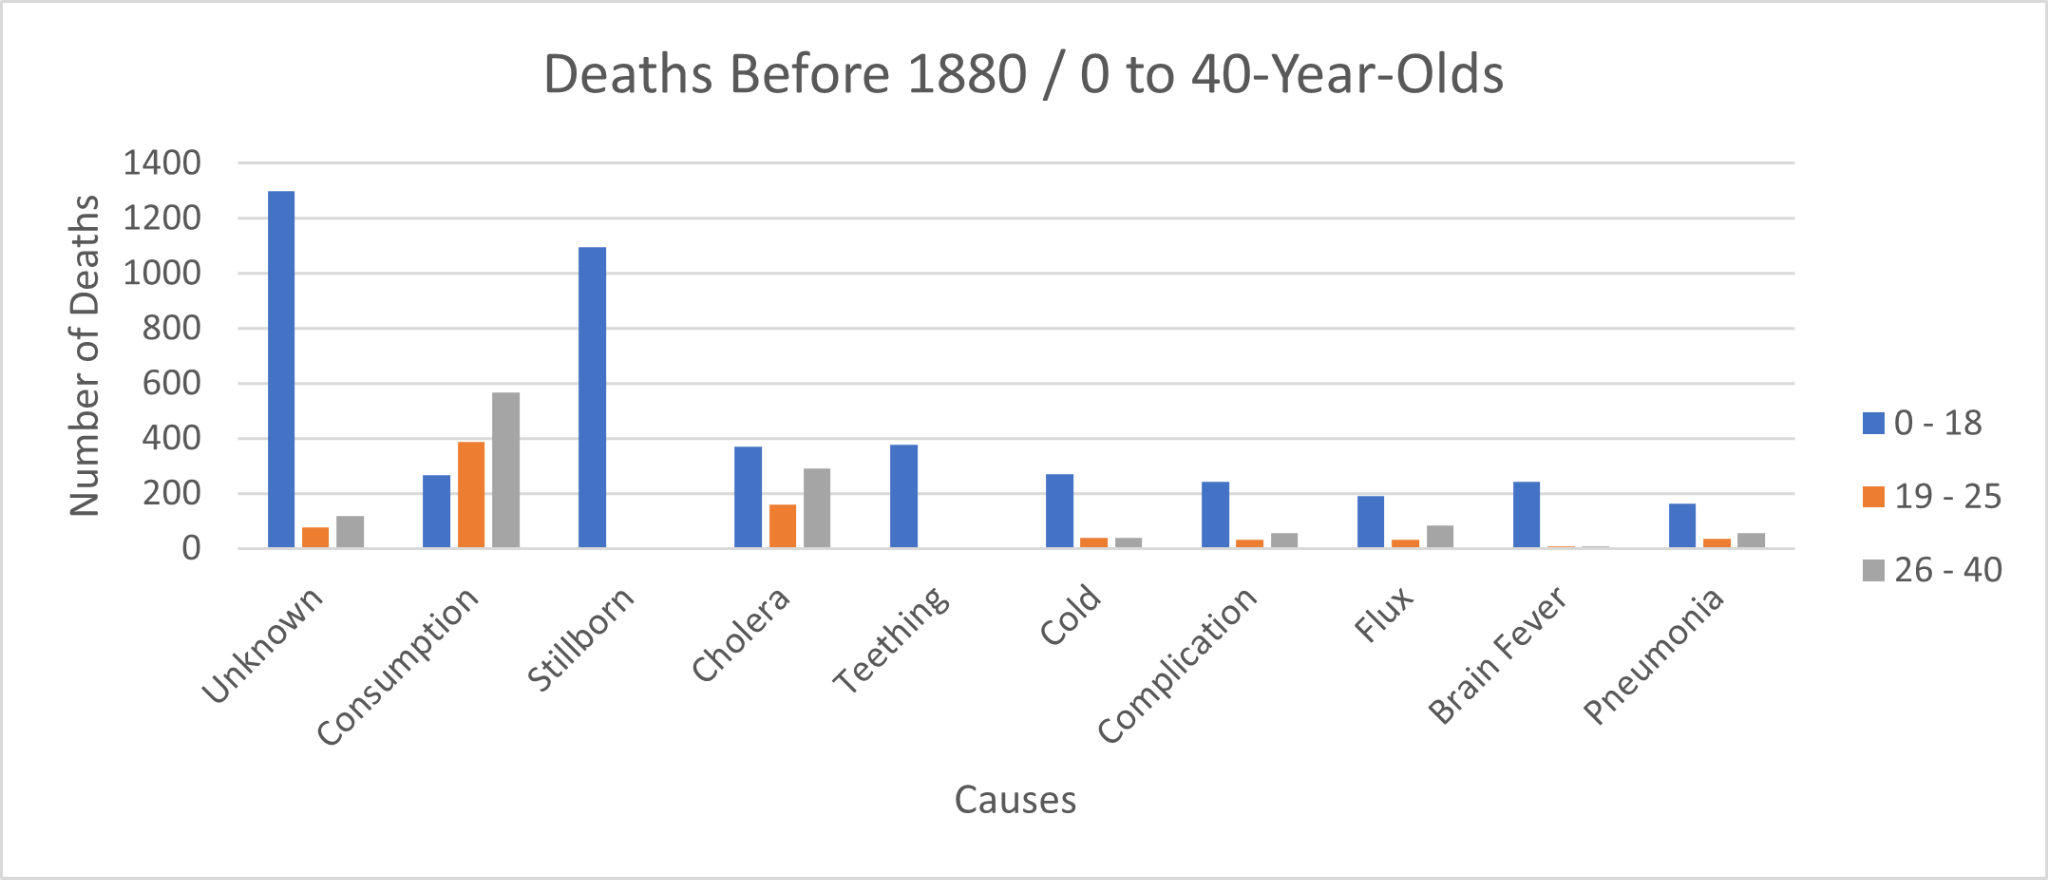 Deaths Before 1880 / 0 to 40-Year-Olds
Number of Deaths
1400
1200
1000
800
600
400
200
0
Unknown
Consumption
Stillborn
Cholera
Teething
Cold
Complication
Flux
Brain Fever
Pneumonia
Causes
0 - 18
19 - 25
26 - 40